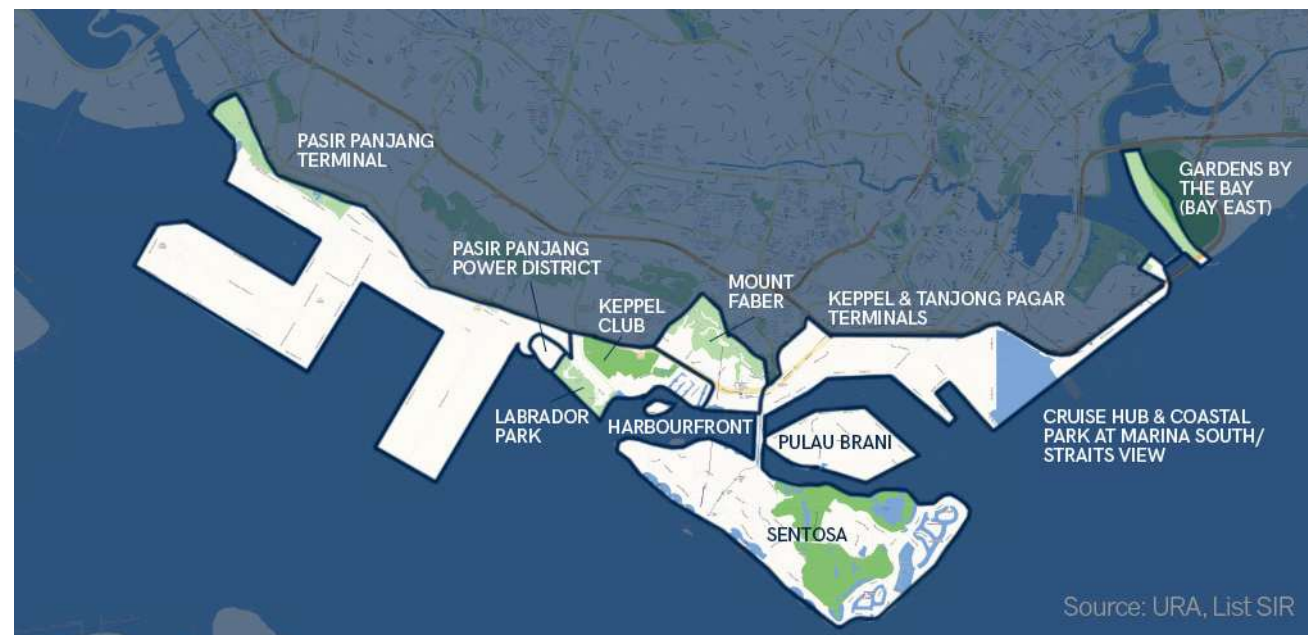 PASIR PANJANG
TERMINAL
GARDENS BY
THE BAY
(BAY EAST)
PASIR PANJANG
POWER DISTRICT
KEPPEL
CLUB
MOUNT
FABER
KEPPEL & TANJONG PAGAR
TERMINALS
LABRADOR
PARK
HARBOURFRONT
PULAU BRANI
CRUISE HUB & COASTAL
PARK AT MARINA SOUTH/
STRAITS VIEW
SENTOSA
Source: URA, List SIR